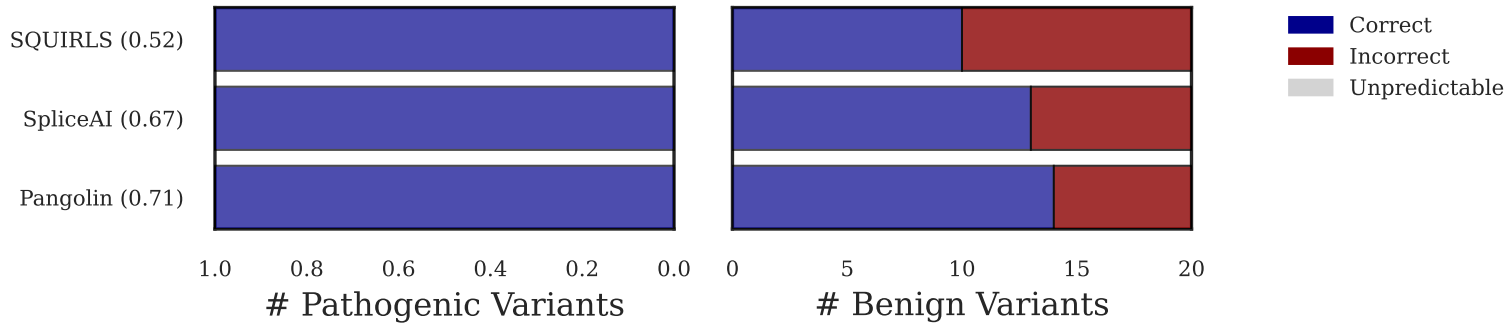 SQUIRLS (0.52)
SpliceAI (0.67)
Pangolin (0.71)
1.0 0.8 0.6 0.4 0.2 0.0
# Pathogenic Variants
0 5 10 15 20
# Benign Variants
Correct
Incorrect
Unpredictable